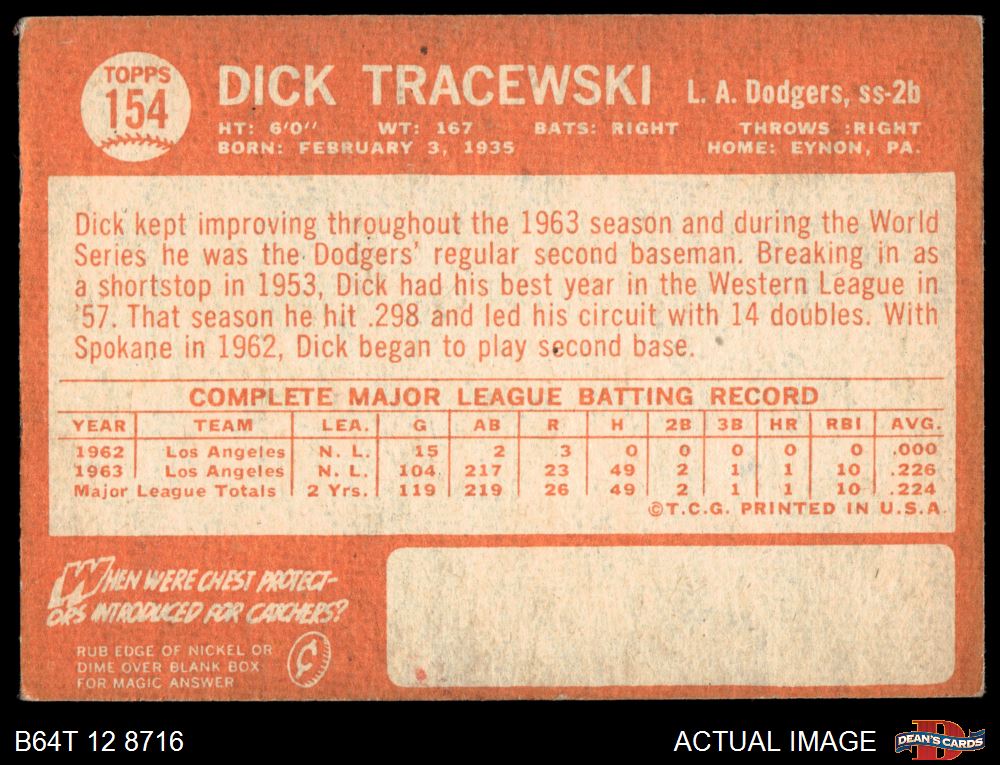 TOPPS
154
DICK TRACEWSKI L. A. Dodgers, ss-2b
HT: 6'0'' WT: 167 BATS: RIGHT THROWS :RIGHT
BORN: FEBRUARY 3, 1935 HOME: EYNON, PA.
Dick kept improving throughout the 1963 season and during the World
Series he was the Dodgers' regular second baseman. Breaking in as
a shortstop in 1953, Dick had his best year in the Western League in
'57. That season he hit .298 and led his circuit with 14 doubles. With
Spokane in 1962, Dick began to play second base.
COMPLETE MAJOR LEAGUE BATTING RECORD
YEAR TEAM LEA. G AB R H 2B 3B HR RBI AVG.
1962 Los Angeles N. L. 15 2 3 0 0 0 0 0 .000
1963 Los Angeles N. L. 104 217 23 49 2 1 1 10 .226
Major League Totals 2 Yrs. 119 219 26 49 2 1 1 10 .224
©T.C.G. PRINTED IN U.S.A.
WHEN WERE CHEST PROTECT-
ORS INTRODUCED FOR CATCHERS?
RUB EDGE OF NICKEL OR
DIME OVER BLANK BOX
FOR MAGIC ANSWER
B64T 12 8716 ACTUAL IMAGE DEAN'S CARDS